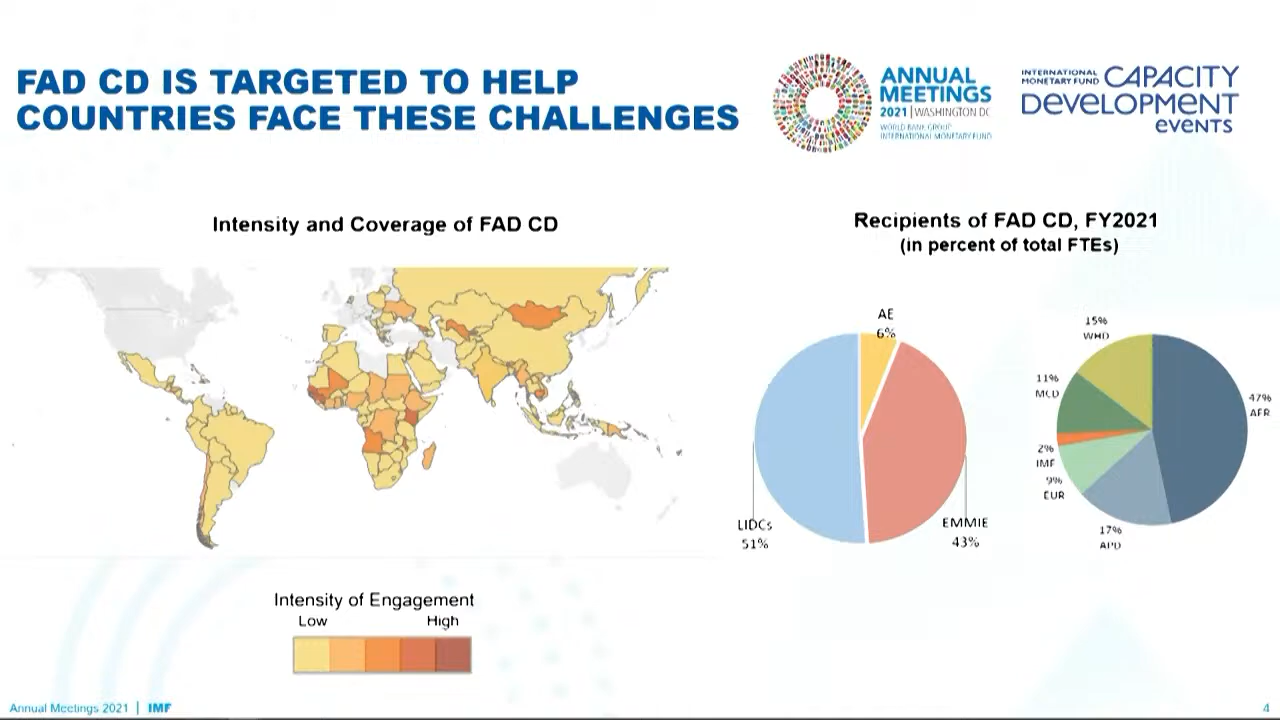 FAD CD IS TARGETED TO HELP
COUNTRIES FACE THESE CHALLENGES
ANNUAL
MEETINGS
2021 | WASHINGTON DC
WORLD BANK GROUP
INTERNATIONAL MONETARY FUND
INTERNATIONAL
MONETARY FUND CAPACITY
DEVELOPMENT
EVENTS
Intensity and Coverage of FAD CD
Recipients of FAD CD, FY2021
(in percent of total FTEs)
AE
6%
LIDCs
51%
EMMIE
43%
15%
WHD
11%
MCD
2%
IMF
9%
EUR
17%
APD
47%
AFR
Intensity of Engagement
Low High
Annual Meetings 2021 | IMF
4